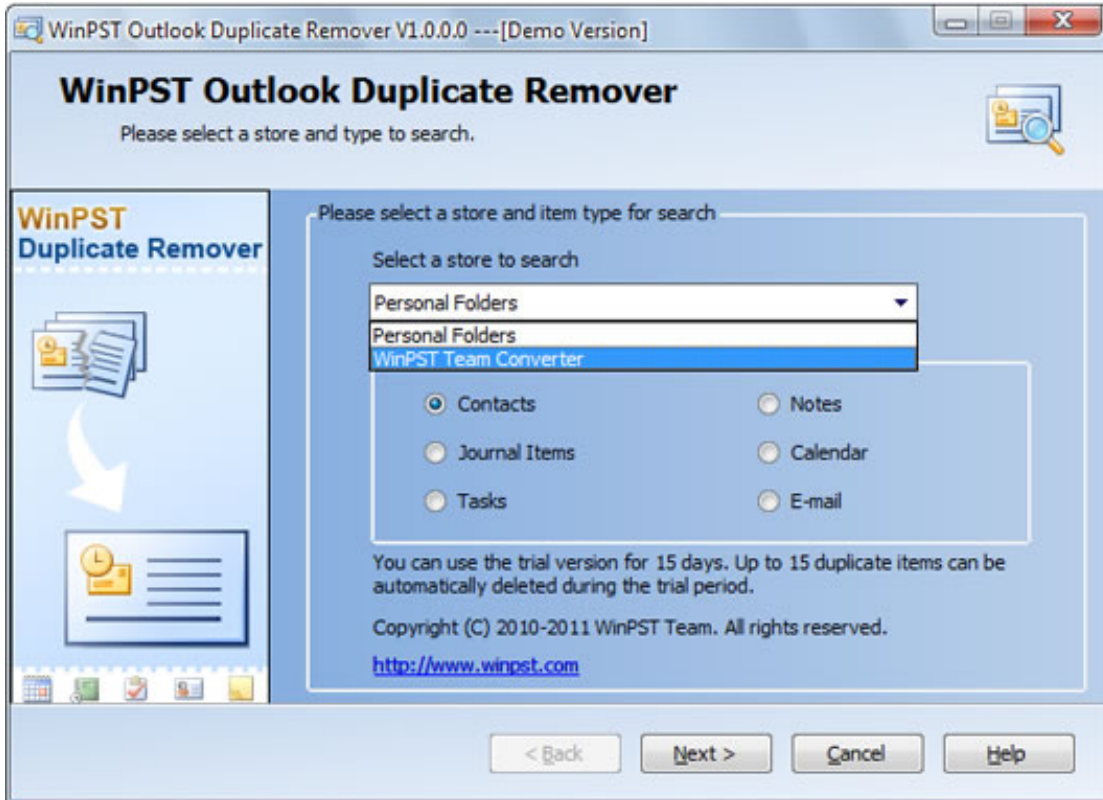 WinPST Outlook Duplicate Remover V1.0.0.0 ---[Demo Version]
WinPST Outlook Duplicate Remover
Please select a store and type to search.
WinPST
Duplicate Remover
Please select a store and item type for search
Select a store to search
Personal Folders
Personal Folders
WinPST Team Converter
Contacts
Notes
Journal Items
Calendar
Tasks
E-mail
You can use the trial version for 15 days. Up to 15 duplicate items can be
automatically deleted during the trial period.
Copyright (C) 2010-2011 WinPST Team. All rights reserved.
http://www.winpst.com
< Back
Next >
Cancel
Help